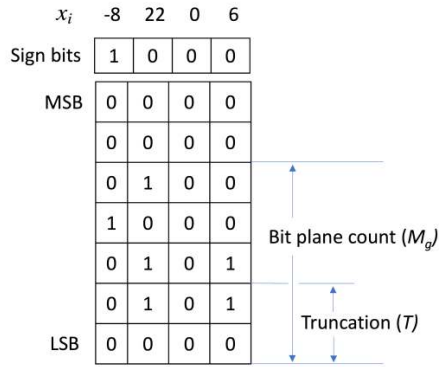 xᵢ -8 22 0 6
Sign bits 1 0 0 0
MSB 0 0 0 0
0 0 0 0
0 1 0 0
1 0 0 0
Bit plane count (Mg)
0 1 0 1
0 1 0 1
Truncation (T)
LSB 0 0 0 0